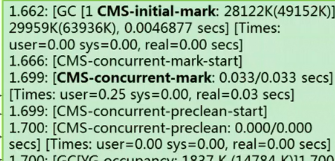 1.662: [GC [1 CMS-initial-mark: 28122K(49152K)]
29959K(63936K), 0.0046877 secs] [Times:
user=0.00 sys=0.00, real=0.00 secs]
1.666: [CMS-concurrent-mark-start]
1.699: [CMS-concurrent-mark: 0.033/0.033 secs]
[Times: user=0.25 sys=0.00, real=0.03 secs]
1.699: [CMS-concurrent-preclean-start]
1.700: [CMS-concurrent-preclean: 0.000/0.000
secs] [Times: user=0.00 sys=0.00, real=0.00 secs]
1.700: [GC[YG occupancy: 1837 K (14784 K)]1.700: